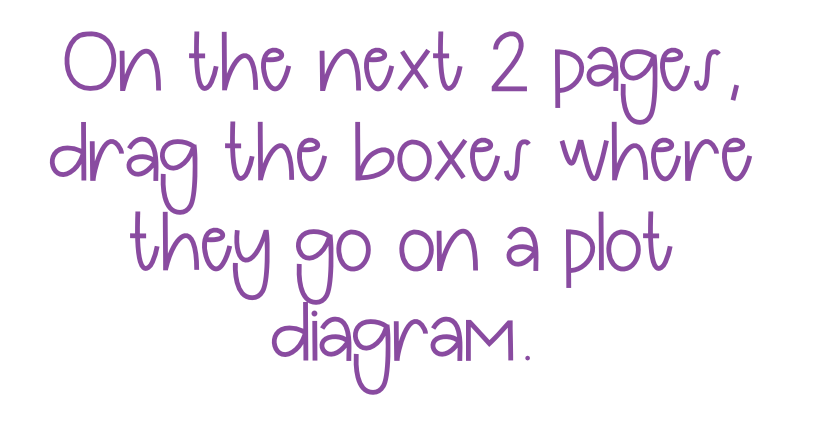 On the next 2 pages,
drag the boxes where
they go on a plot
diagram.